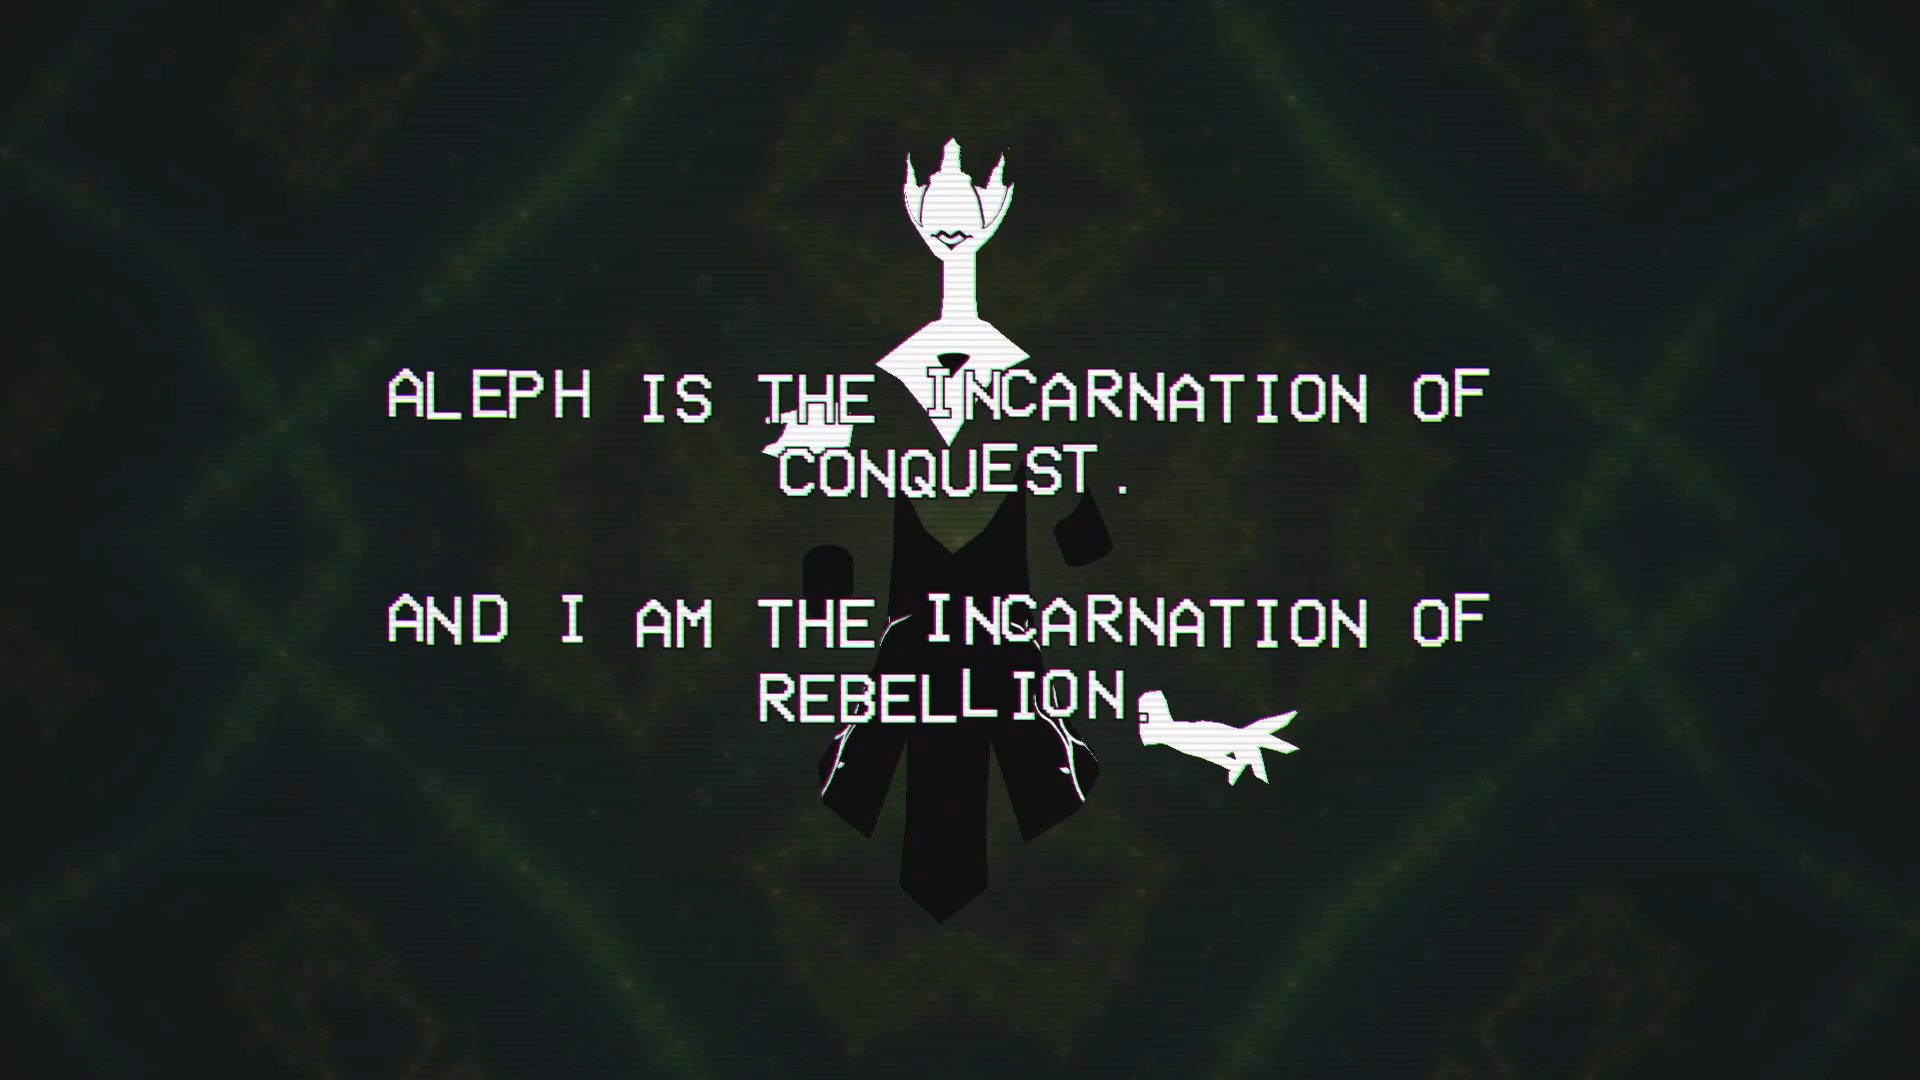 ALEPH IS THE INCARNATION OF
CONQUEST.
AND I AM THE INCARNATION OF
REBELLION.